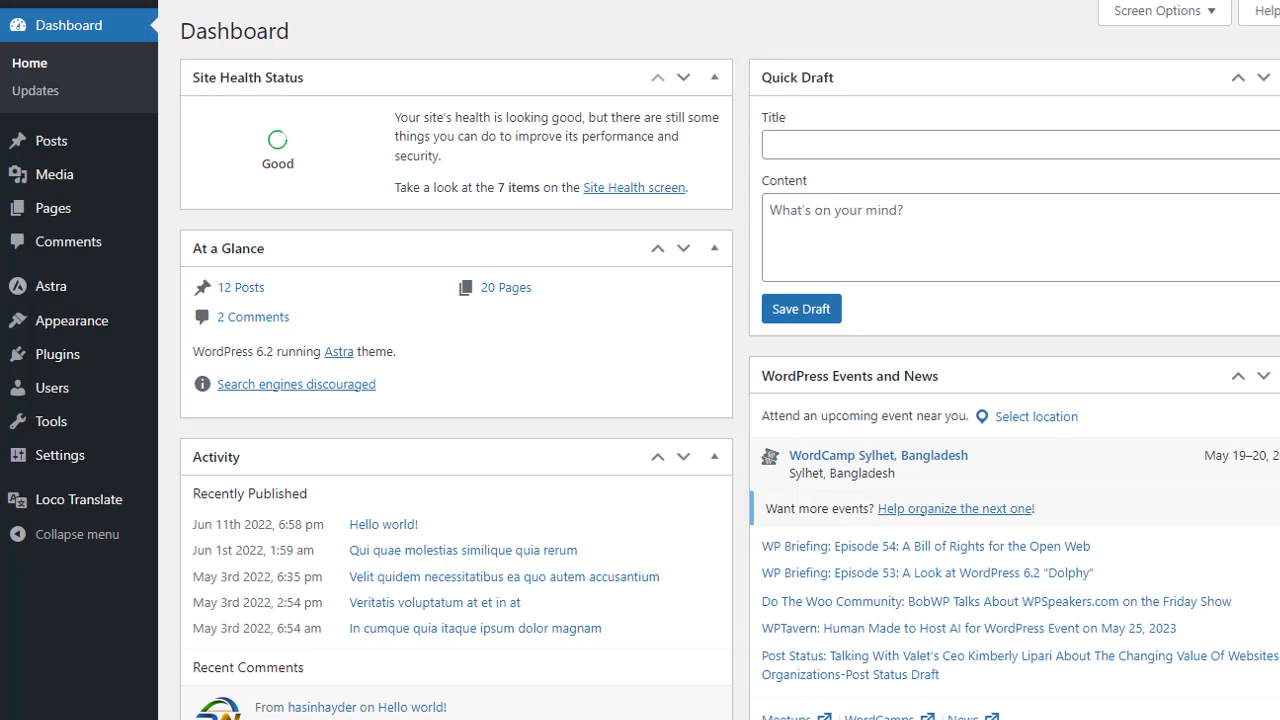 Dashboard
Home
Updates
Posts
Media
Pages
Comments
Astra
Appearance
Plugins
Users
Tools
Settings
Loco Translate
Collapse menu
Screen Options
Help
Dashboard
Site Health Status
Good
Your site's health is looking good, but there are still some
things you can do to improve its performance and
security.
Take a look at the 7 items on the Site Health screen.
At a Glance
12 Posts
20 Pages
2 Comments
WordPress 6.2 running Astra theme.
Search engines discouraged
Activity
Recently Published
Jun 11th 2022, 6:58 pm Hello world!
Jun 1st 2022, 1:59 am Qui quae molestias similique quia rerum
May 3rd 2022, 6:35 pm Velit quidem necessitatibus ea quo autem accusantium
May 3rd 2022, 2:54 pm Veritatis voluptatum at et in at
May 3rd 2022, 6:54 am In cumque quia itaque ipsum dolor magnam
Recent Comments
From hasinhayder on Hello world!
Quick Draft
Title
Content
What's on your mind?
Save Draft
WordPress Events and News
Attend an upcoming event near you. Select location
WordCamp Sylhet, Bangladesh May 19–20, 2
Sylhet, Bangladesh
Want more events? Help organize the next one!
WP Briefing: Episode 54: A Bill of Rights for the Open Web
WP Briefing: Episode 53: A Look at WordPress 6.2 “Dolphy”
Do The Woo Community: BobWP Talks About WPSpeakers.com on the Friday Show
WPTavern: Human Made to Host AI for WordPress Event on May 25, 2023
Post Status: Talking With Valet's Ceo Kimberly Lipari About The Changing Value Of Websites
Organizations-Post Status Draft
Meetups WordCamps News